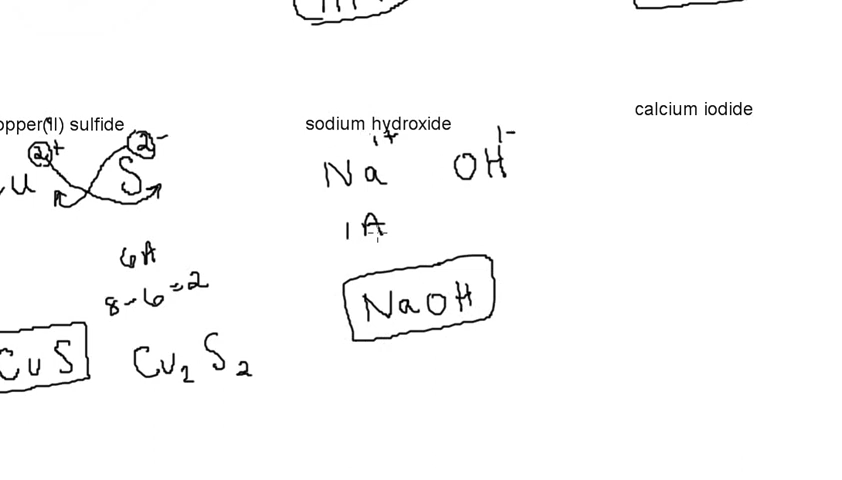 opper(II) sulfide
2+ 2-
u S
6A
8-6=2
CuS Cu2S2
sodium hydroxide
1+ 1-
Na OH
1A
NaOH
calcium iodide